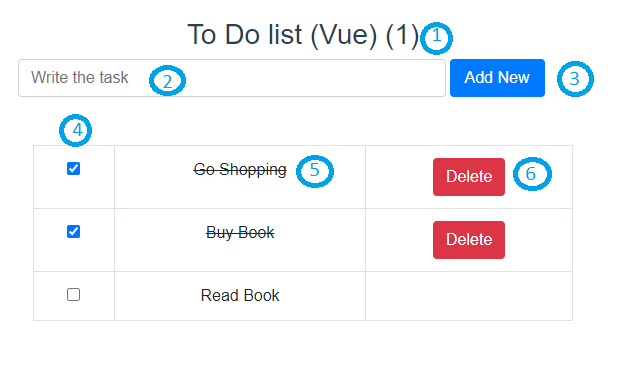 To Do list (Vue) (1) 1
Write the task 2 Add New 3
4
Go Shopping 5 Delete 6
Buy Book Delete
Read Book